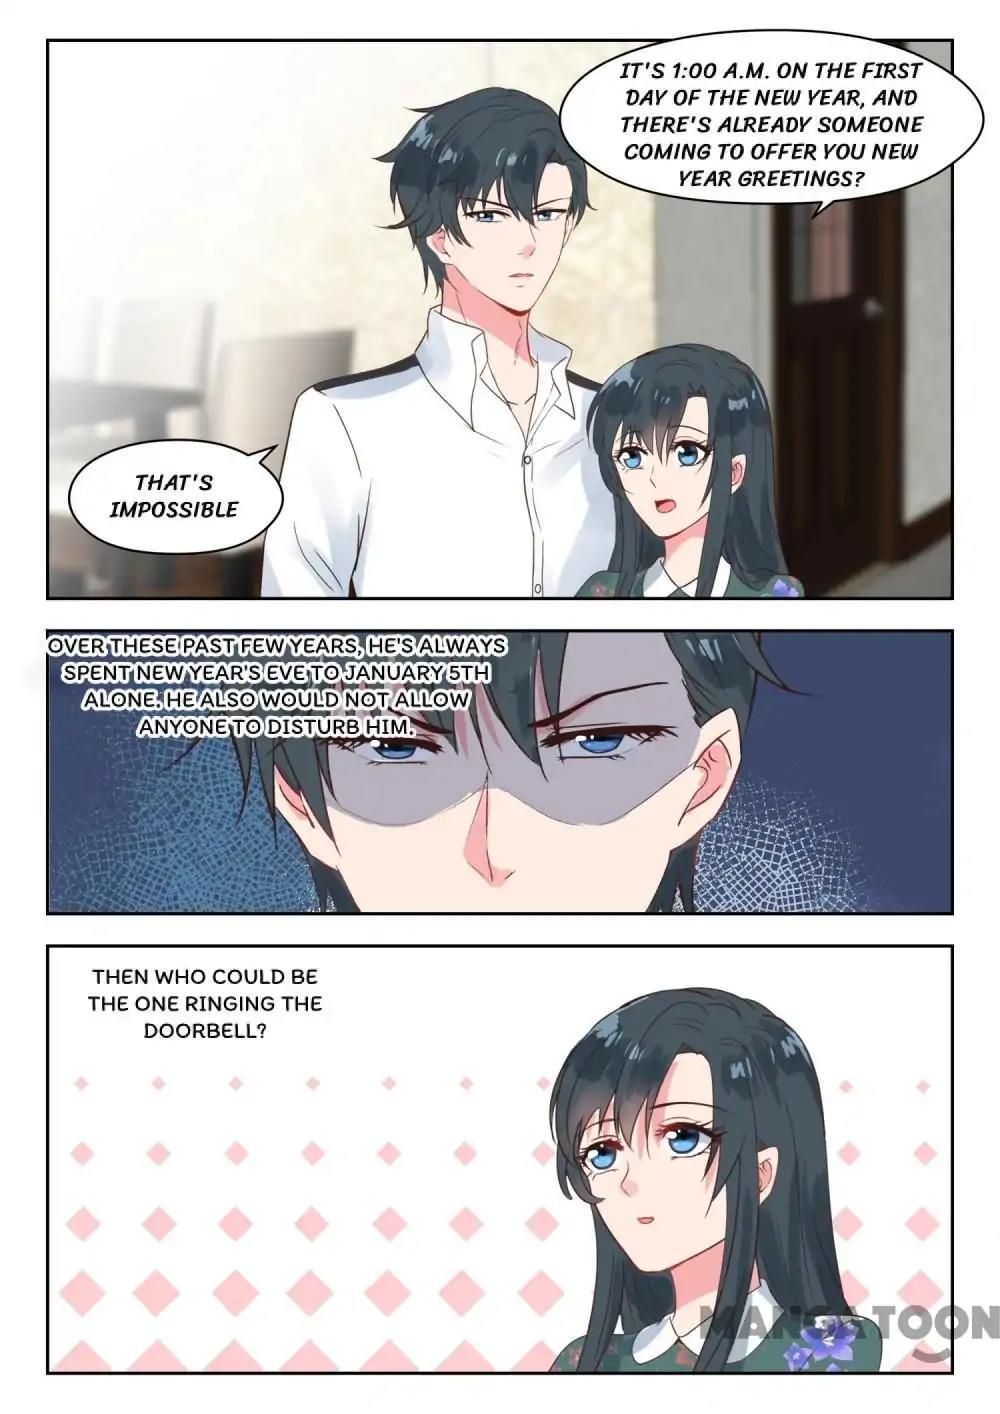 IT'S 1:00 A.M. ON THE FIRST
DAY OF THE NEW YEAR, AND
THERE'S ALREADY SOMEONE
COMING TO OFFER YOU NEW
YEAR GREETINGS?
THAT'S
IMPOSSIBLE
OVER THESE PAST FEW YEARS, HE'S ALWAYS
SPENT NEW YEAR'S EVE TO JANUARY 5TH
ALONE. HE ALSO WOULD NOT ALLOW
ANYONE TO DISTURB HIM.
THEN WHO COULD BE
THE ONE RINGING THE
DOORBELL?
MANGATOON